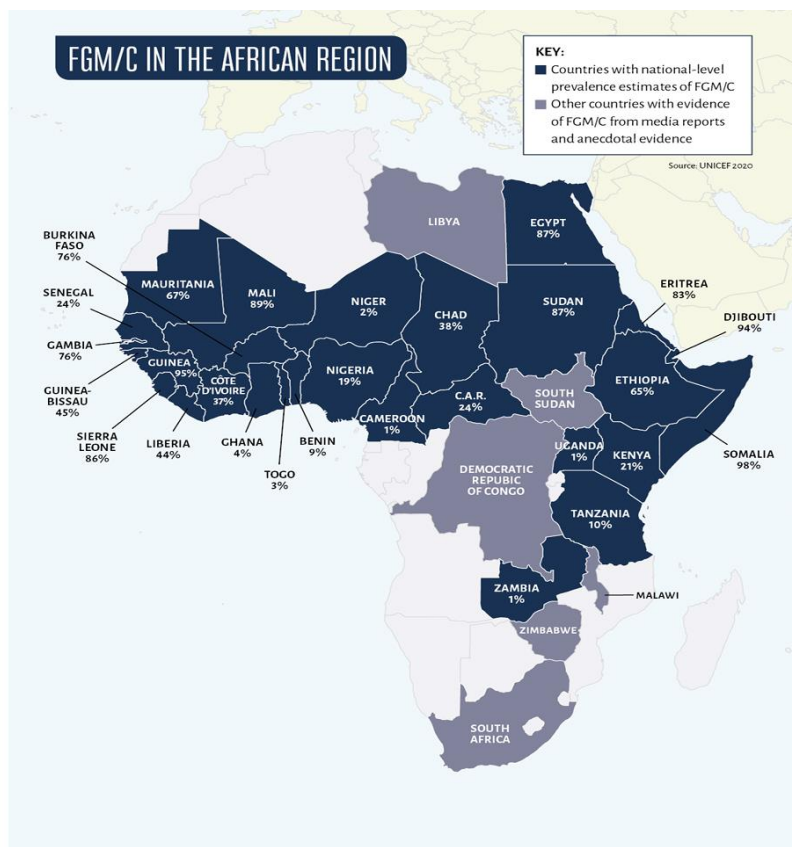 FGM/C IN THE AFRICAN REGION
KEY:
Countries with national-level
prevalence estimates of FGM/C
Other countries with evidence
of FGM/C from media reports
and anecdotal evidence
Source: UNICEF 2020
LIBYA
EGYPT
87%
BURKINA
FASO
76%
MAURITANIA
67%
MALI
89%
NIGER
2%
CHAD
38%
SUDAN
87%
ERITREA
83%
DJIBOUTI
94%
SENEGAL
24%
GAMBIA
76%
GUINEA
95%
GUINEA-
BISSAU
45%
CÔTE
D'IVOIRE
37%
NIGERIA
19%
C.A.R.
24%
SOUTH
SUDAN
ETHIOPIA
65%
SIERRA
LEONE
86%
LIBERIA
44%
GHANA
4%
TOGO
3%
BENIN
9%
CAMEROON
1%
UGANDA
1%
KENYA
21%
SOMALIA
98%
DEMOCRATIC
REPUBLIC
OF CONGO
TANZANIA
10%
ZAMBIA
1%
MALAWI
ZIMBABWE
SOUTH
AFRICA